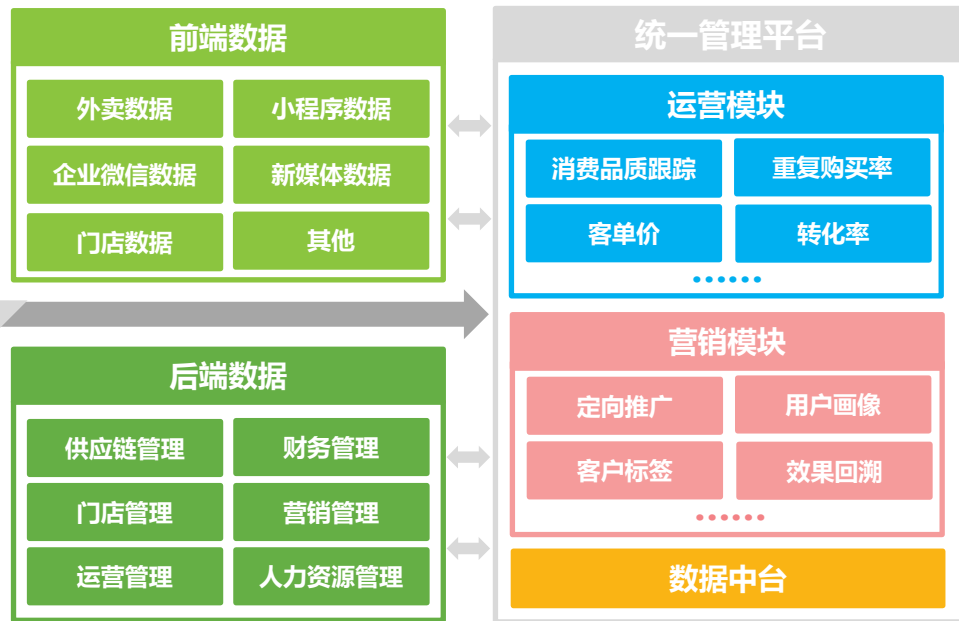 前端数据
外卖数据
小程序数据
企业微信数据
新媒体数据
门店数据
其他
后端数据
供应链管理
财务管理
门店管理
营销管理
运营管理
人力资源管理
统一管理平台
运营模块
消费品质跟踪
重复购买率
客单价
转化率
......
营销模块
定向推广
用户画像
客户标签
效果回溯
......
数据中台